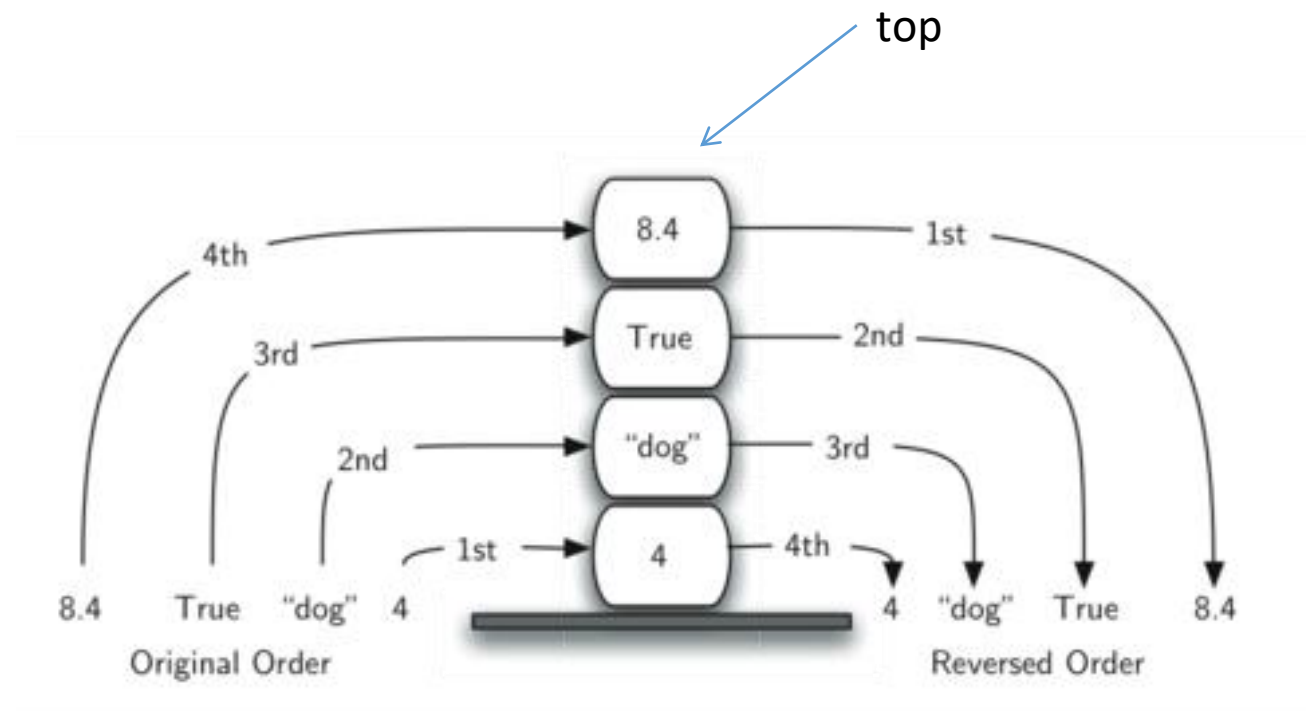 top
8.4
4th 1st
True
3rd 2nd
“dog”
2nd 3rd
4
1st 4th
8.4 True “dog” 4 4 “dog” True 8.4
Original Order Reversed Order